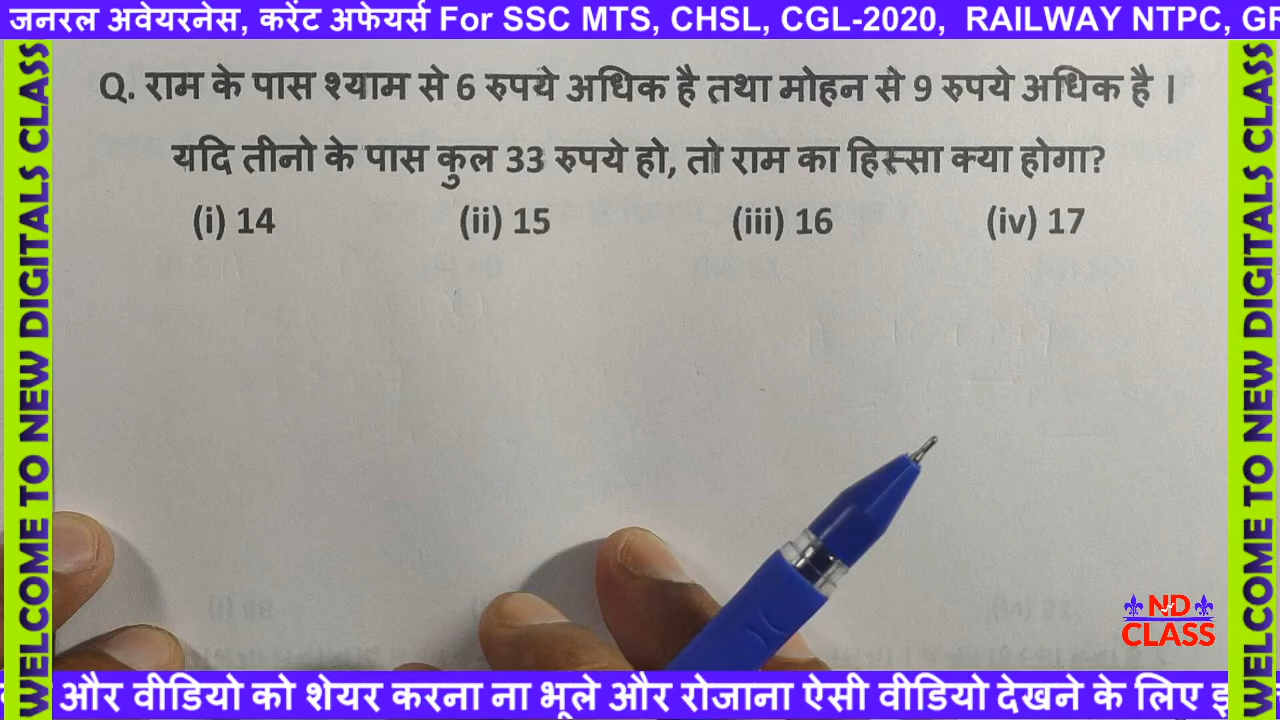 जनरल अवेयरनेस, करेंट अफेयर्स For SSC MTS, CHSL, CGL-2020, RAILWAY NTPC, GR
WELCOME TO NEW DIGITALS CLASS
Q. राम के पास श्याम से 6 रुपये अधिक है तथा मोहन से 9 रुपये अधिक है ।
यदि तीनो के पास कुल 33 रुपये हो, तो राम का हिस्सा क्या होगा?
(i) 14 (ii) 15 (iii) 16 (iv) 17
WELCOME TO NEW DIGITALS CLASS
ND
CLASS
और वीडियो को शेयर करना ना भूले और रोजाना ऐसी वीडियो देखने के लिए